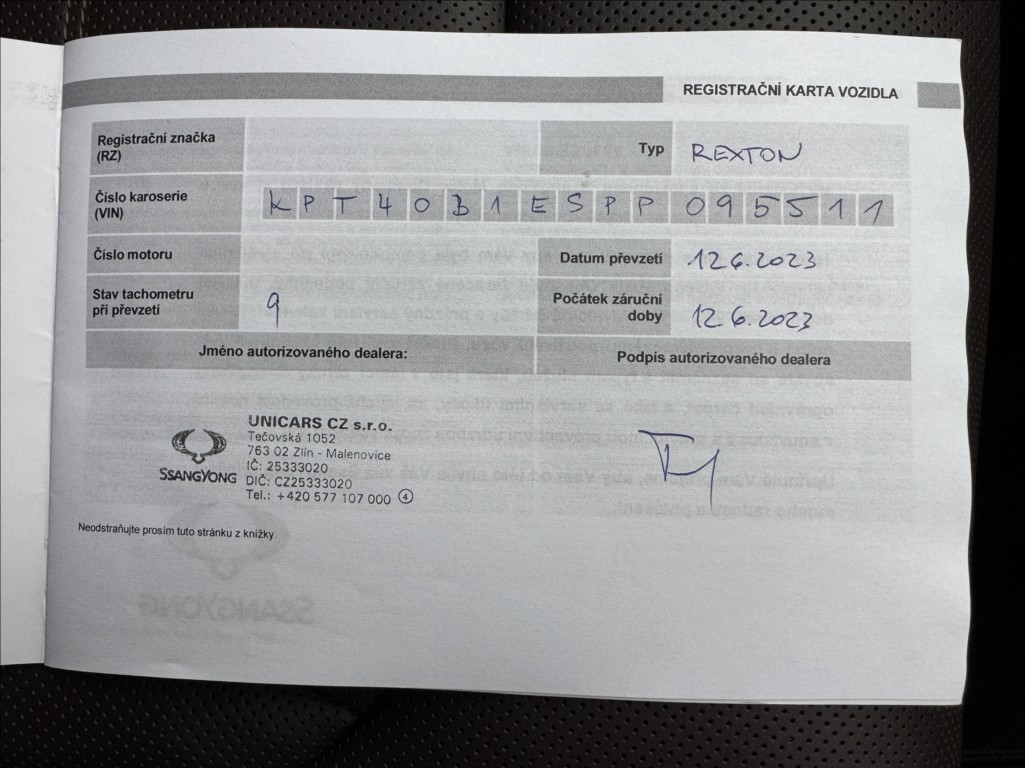 REGISTRAČNÍ KARTA VOZIDLA
Registrační značka
(RZ)
Typ REXTON
Číslo karoserie
(VIN)
KPT40B1ESPP095511
Číslo motoru
Datum převzetí 12 6.2023
Stav tachometru
při převzetí
9
Počátek záruční
doby
12 6.2023
Jméno autorizovaného dealera:
Podpis autorizovaného dealera
SSANGYONG
UNICARS CZ s.r.o.
Tečovská 1052
763 02 Zlín - Malenovice
IČ: 25333020
DIČ: CZ25333020
Tel.: +420 577 107 000 ④
Neodstraňujte prosím tuto stránku z knížky.
SSANGYONG